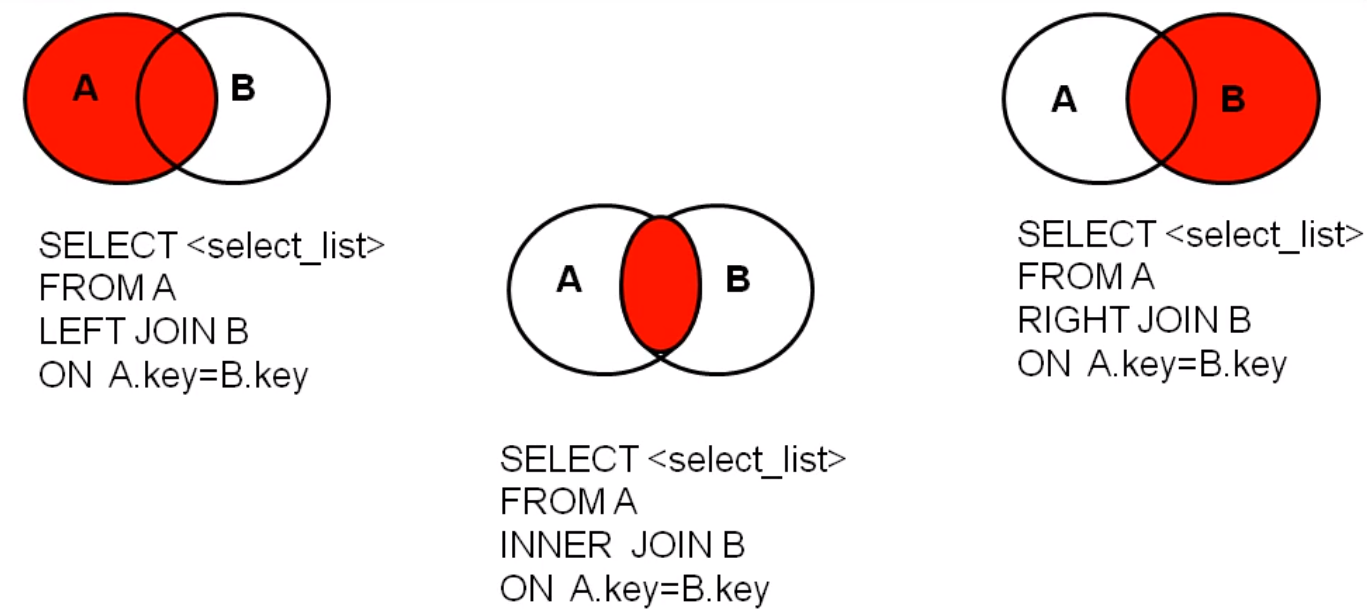 A B
SELECT <select_list>
FROM A
LEFT JOIN B
ON A.key=B.key
A B
SELECT <select_list>
FROM A
INNER JOIN B
ON A.key=B.key
A B
SELECT <select_list>
FROM A
RIGHT JOIN B
ON A.key=B.key